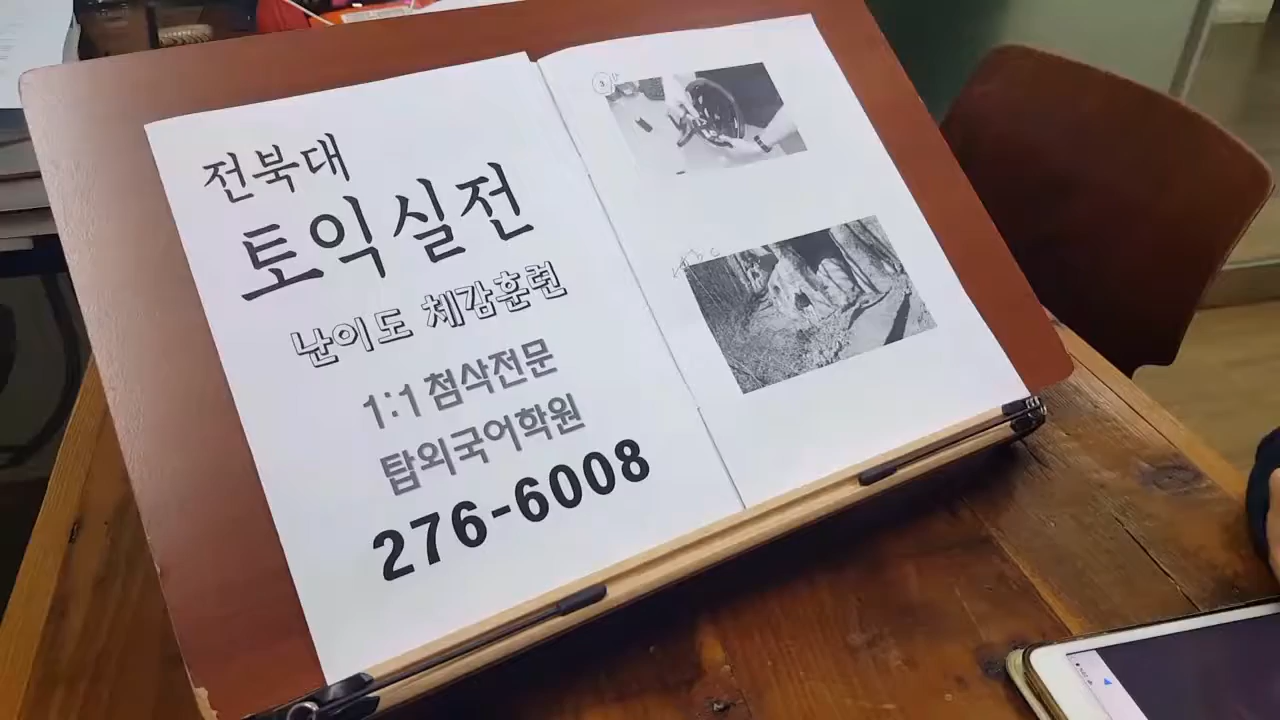 전북대
토익 실전
난이도 체감훈련
1:1 첨삭전문
탑외국어학원
276-6008
3